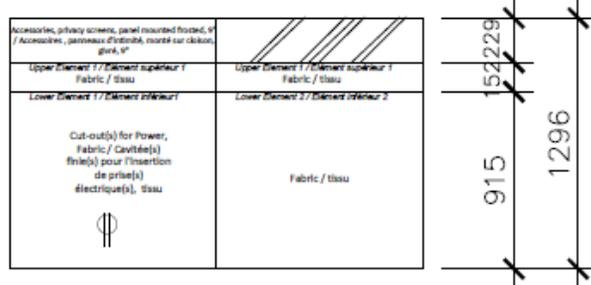 Accessories, privacy screens, panel mounted frosted, 9"
/ Accessoires , panneaux d'intimité, monté sur cloison,
givré, 9"
Upper Element 1 / Élément supérieur 1
Fabric / tissu
Upper Element 1 / Élément supérieur 1
Fabric / tissu
Lower Element 1 / Élément inférieur1
Cut-out(s) for Power,
Fabric / Cavitée(s)
finie(s) pour l'insertion
de prise(s)
électrique(s), tissu
Lower Element 2 / Élément inférieur 2
Fabric / tissu
229
152
915
1296